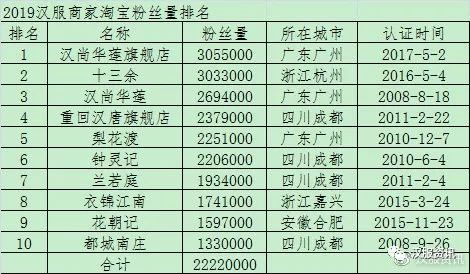 2019汉服商家淘宝粉丝量排名
排名 名称 粉丝量 所在城市 认证时间
1 汉尚华莲旗舰店 3055000 广东广州 2017-5-2
2 十三余 3033000 浙江杭州 2016-5-4
3 汉尚华莲 2694000 广东广州 2008-8-18
4 重回汉唐旗舰店 2379000 四川成都 2011-2-22
5 梨花渡 2251000 广东广州 2010-12-7
6 钟灵记 2206000 四川成都 2010-6-4
7 兰若庭 1934000 四川成都 2011-2-4
8 衣锦江南 1741000 浙江嘉兴 2015-3-24
9 花朝记 1597000 安徽合肥 2015-11-23
10 都城南庄 1330000 四川成都 2008-9-26
合计 22220000
汉服资讯